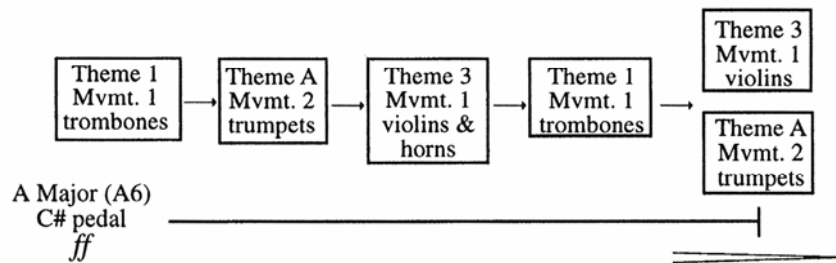 Theme 1
Mvmt. 1
trombones
Theme A
Mvmt. 2
trumpets
Theme 3
Mvmt. 1
violins &
horns
Theme 1
Mvmt. 1
trombones
Theme 3
Mvmt. 1
violins
Theme A
Mvmt. 2
trumpets
A Major (A6)
C# pedal
ff